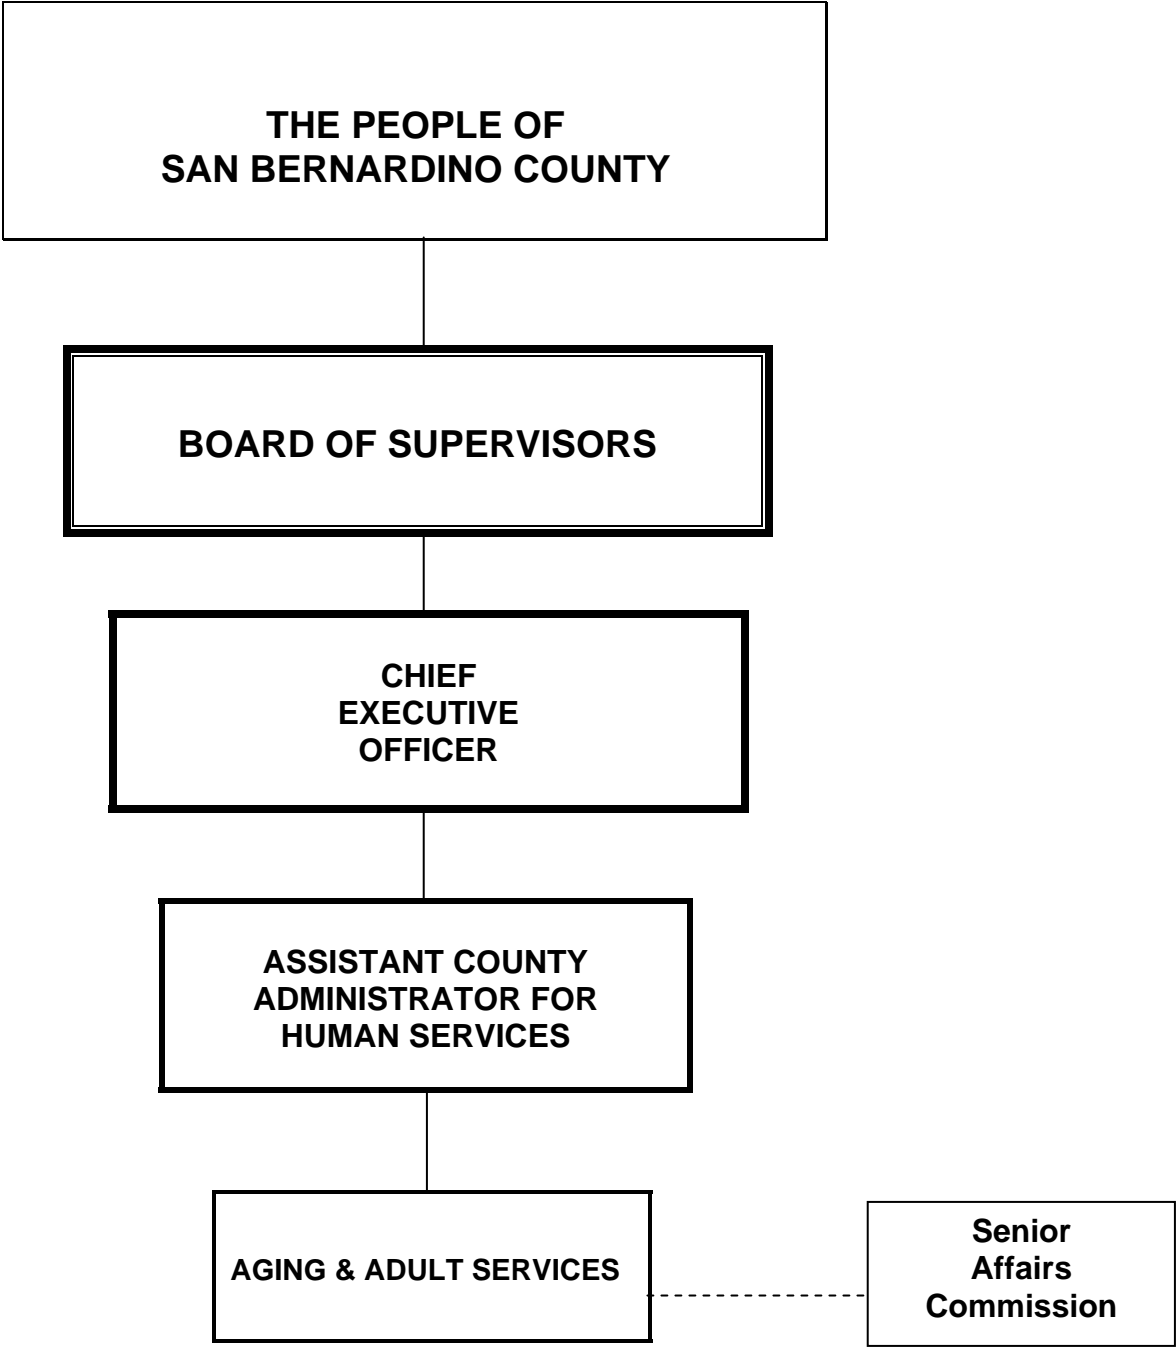 THE PEOPLE OF
SAN BERNARDINO COUNTY
BOARD OF SUPERVISORS
CHIEF
EXECUTIVE
OFFICER
ASSISTANT COUNTY
ADMINISTRATOR FOR
HUMAN SERVICES
AGING & ADULT SERVICES
Senior
Affairs
Commission